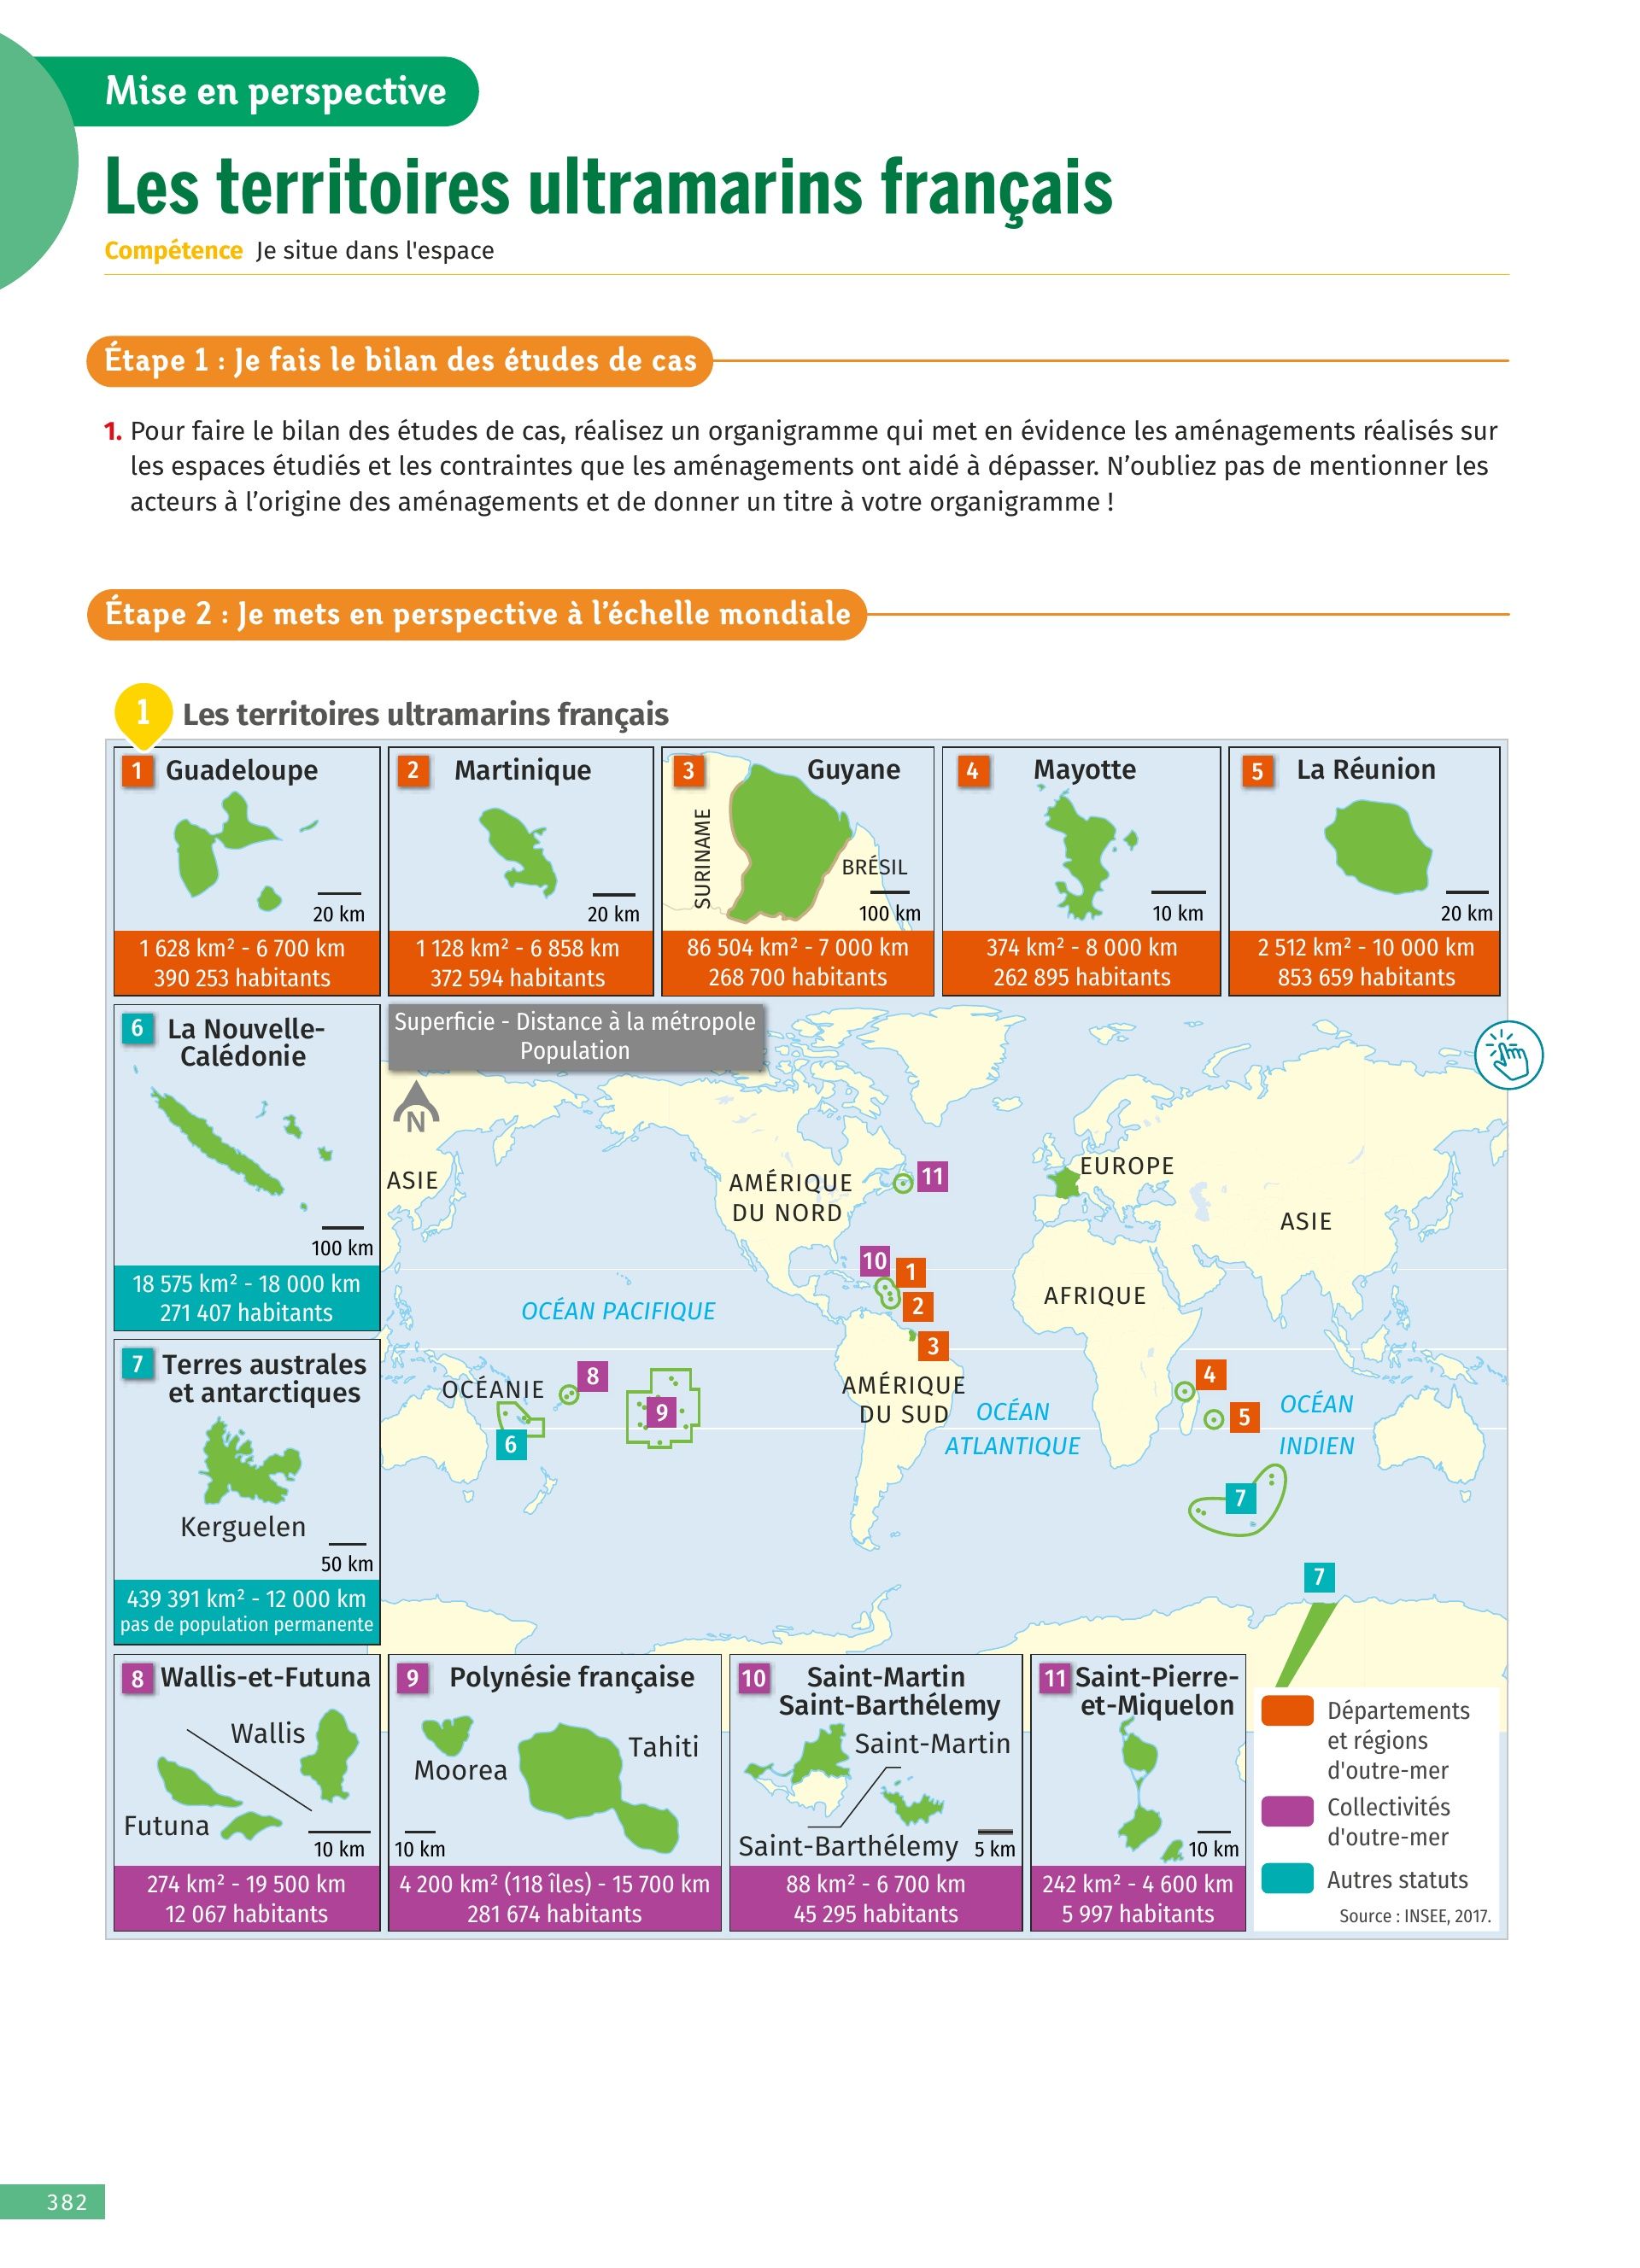 Mise en perspective
Les territoires ultramarins français
Compétence Je situe dans l'espace
Étape 1 : Je fais le bilan des études de cas
1. Pour faire le bilan des études de cas, réalisez un organigramme qui met en évidence les aménagements réalisés sur
les espaces étudiés et les contraintes que les aménagements ont aidé à dépasser. N’oubliez pas de mentionner les
acteurs à l’origine des aménagements et de donner un titre à votre organigramme !
Étape 2 : Je mets en perspective à l’échelle mondiale
1 Les territoires ultramarins français
1 Guadeloupe
20 km
1 628 km² - 6 700 km
390 253 habitants
2 Martinique
20 km
1 128 km² - 6 858 km
372 594 habitants
3 Guyane
SURINAME
BRÉSIL
100 km
86 504 km² - 7 000 km
268 700 habitants
4 Mayotte
10 km
374 km² - 8 000 km
262 895 habitants
5 La Réunion
20 km
2 512 km² - 10 000 km
853 659 habitants
6 La Nouvelle-
Calédonie
100 km
18 575 km² - 18 000 km
271 407 habitants
Superficie - Distance à la métropole
Population
N
ASIE
AMÉRIQUE
DU NORD
11
EUROPE
ASIE
10
1
2
AFRIQUE
OCÉAN PACIFIQUE
3
OCÉANIE
8
9
6
AMÉRIQUE
DU SUD
OCÉAN
ATLANTIQUE
4
5
OCÉAN
INDIEN
7
7
7 Terres australes
et antarctiques
Kerguelen
50 km
439 391 km² - 12 000 km
pas de population permanente
8 Wallis-et-Futuna
Wallis
Futuna
10 km
274 km² - 19 500 km
12 067 habitants
9 Polynésie française
Moorea
Tahiti
10 km
4 200 km² (118 îles) - 15 700 km
281 674 habitants
10 Saint-Martin
Saint-Barthélemy
Saint-Martin
Saint-Barthélemy
5 km
88 km² - 6 700 km
45 295 habitants
11 Saint-Pierre-
et-Miquelon
10 km
242 km² - 4 600 km
5 997 habitants
Départements
et régions
d'outre-mer
Collectivités
d'outre-mer
Autres statuts
Source : INSEE, 2017.
382